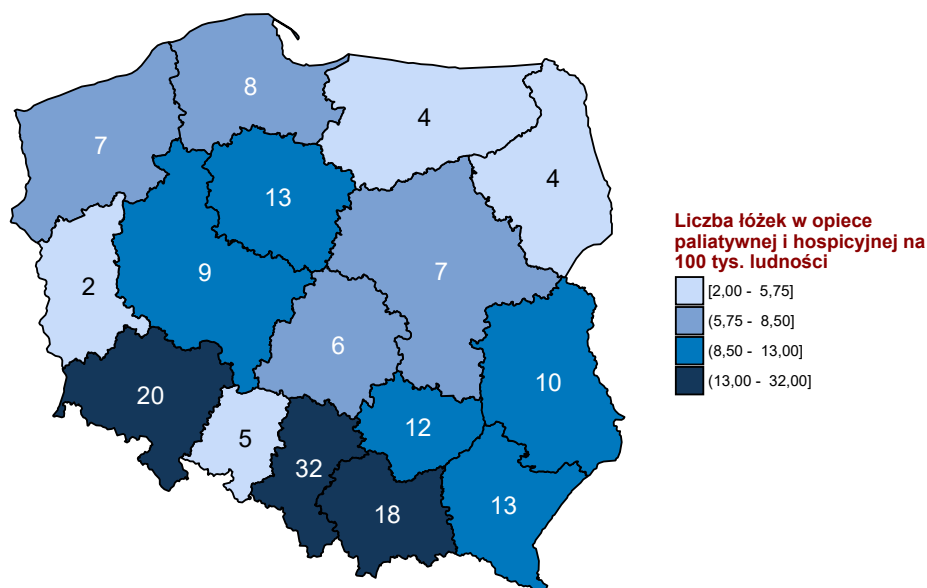 8
4
7
4
13
9
7
2
6
10
20
12
5
32
18
13
Liczba łóżek w opiece
paliatywnej i hospicyjnej na
100 tys. ludności
[2,00 - 5,75]
(5,75 - 8,50]
(8,50 - 13,00]
(13,00 - 32,00]